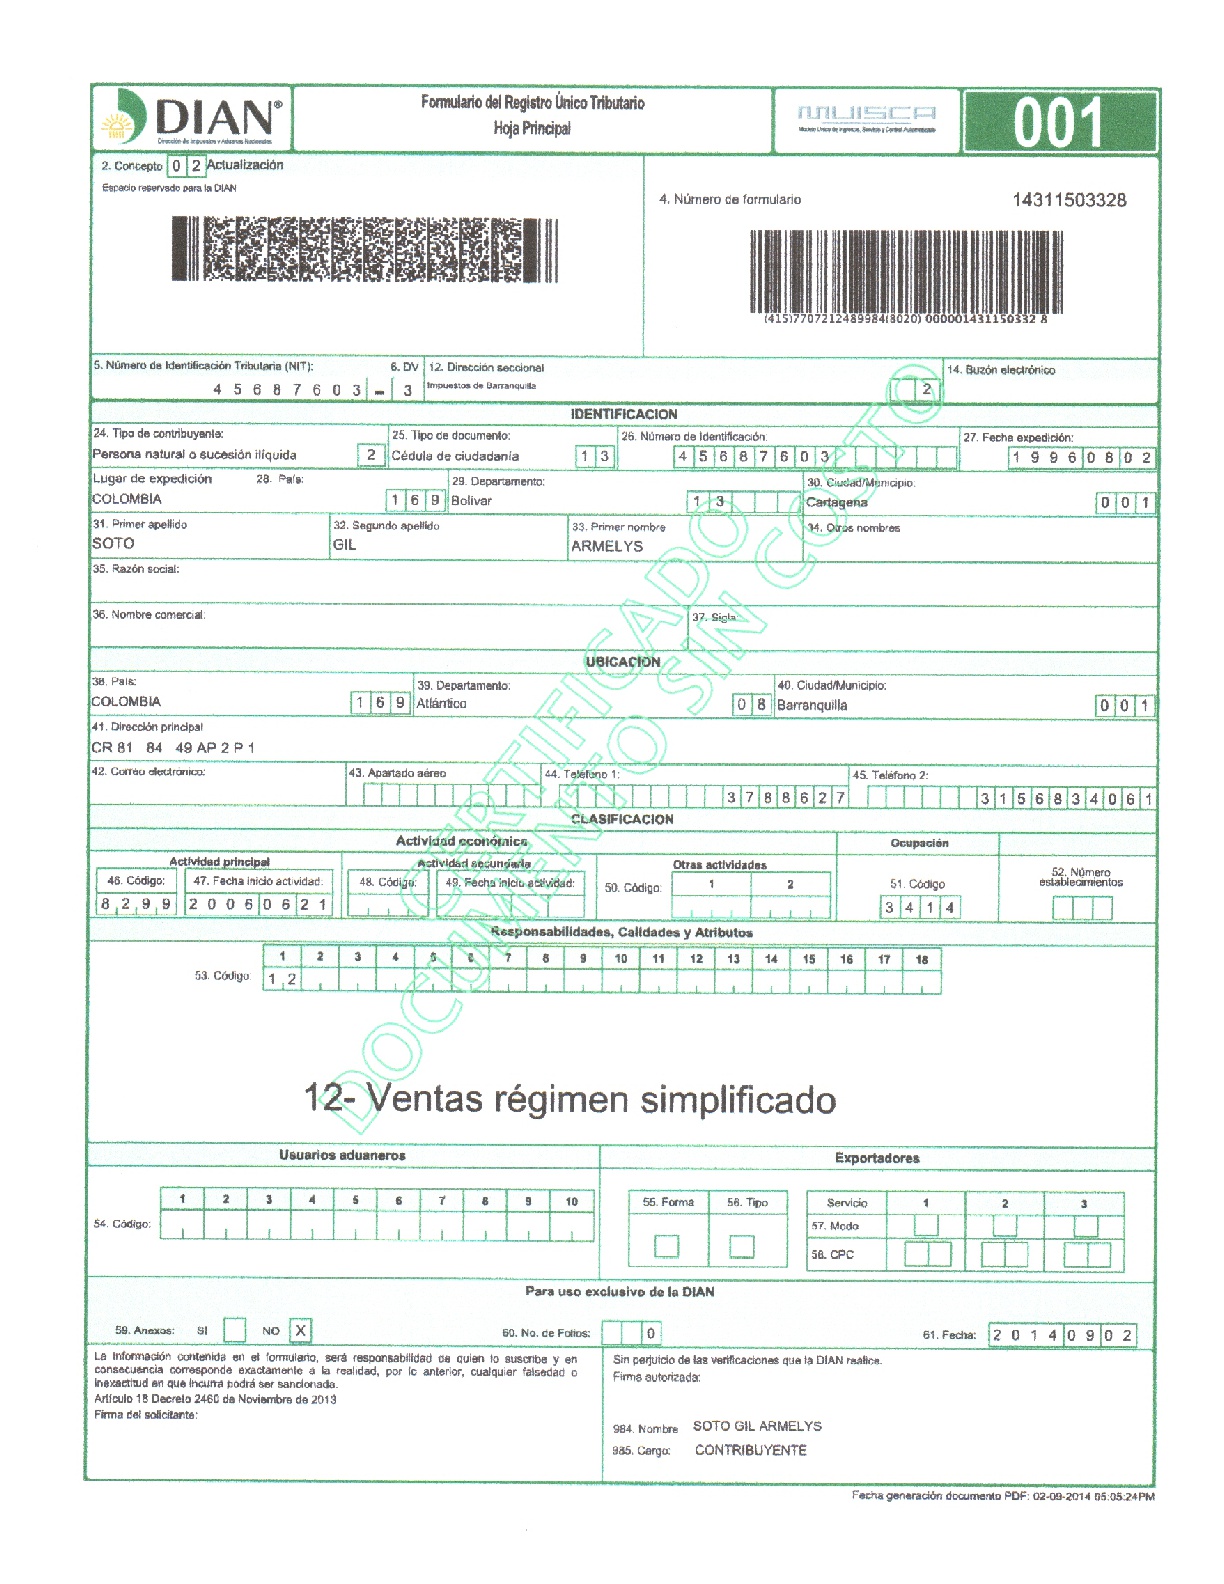 DIAN®
Dirección de Impuestos y Aduanas Nacionales
Formulario del Registro Único Tributario
Hoja Principal
MUISCA
Modelo Único de Ingresos, Servicio y Control Automatizado
001
2. Concepto 0 2 Actualización
Espacio reservado para la DIAN
4. Número de formulario 14311503328
(415)7707212489984(8020) 000001431150332 8
5. Número de Identificación Tributaria (NIT): 6. DV 12. Dirección seccional 14. Buzón electrónico
4 5 6 8 7 6 0 3 - 3 Impuestos de Barranquilla 2
IDENTIFICACION
24. Tipo de contribuyente: 25. Tipo de documento: 26. Número de Identificación: 27. Fecha expedición:
Persona natural o sucesión ilíquida 2 Cédula de ciudadanía 1 3 4 5 6 8 7 6 0 3 1 9 9 6 0 8 0 2
Lugar de expedición 28. País: 29. Departamento: 30. Ciudad/Municipio:
COLOMBIA 1 6 9 Bolívar 1 3 Cartagena 0 0 1
31. Primer apellido 32. Segundo apellido 33. Primer nombre 34. Otros nombres
SOTO GIL ARMELYS
35. Razón social:
36. Nombre comercial: 37. Sigla:
UBICACION
38. País: 39. Departamento: 40. Ciudad/Municipio:
COLOMBIA 1 6 9 Atlántico 0 8 Barranquilla 0 0 1
41. Dirección principal
CR 81 84 49 AP 2 P 1
42. Correo electrónico: 43. Apartado aéreo 44. Teléfono 1: 45. Teléfono 2:
3 7 8 8 6 2 7 3 1 5 6 8 3 4 0 6 1
CLASIFICACION
Actividad económica Ocupación
Actividad principal Actividad secundaria Otras actividades 52. Número establecimientos
46. Código: 47. Fecha inicio actividad: 48. Código: 49. Fecha inicio actividad: 50. Código: 1 2 51. Código
8 2 9 9 2 0 0 6 0 6 2 1 3 4 1 4
Responsabilidades, Calidades y Atributos
1 2 3 4 5 6 7 8 9 10 11 12 13 14 15 16 17 18
53. Código 1 2
12- Ventas régimen simplificado
CERTIFICADO
DOCUMENTO SIN COSTO
Usuarios aduaneros Exportadores
1 2 3 4 5 6 7 8 9 10 55. Forma 56. Tipo Servicio 1 2 3
54. Código: 57. Modo
58. CPC
Para uso exclusivo de la DIAN
59. Anexos: SI NO X 60. No. de Folios: 0 61. Fecha: 2 0 1 4 0 9 0 2
La información contenida en el formulario, será responsabilidad de quien lo suscribe y en
consecuencia corresponde exactamente a la realidad, por lo anterior, cualquier falsedad o
inexactitud en que incurra podrá ser sancionada.
Artículo 18 Decreto 2460 de Noviembre de 2013
Firma del solicitante:
Sin perjuicio de las verificaciones que la DIAN realice.
Firma autorizada:
984. Nombre SOTO GIL ARMELYS
985. Cargo: CONTRIBUYENTE
Fecha generación documento PDF: 02-09-2014 05:05:24PM